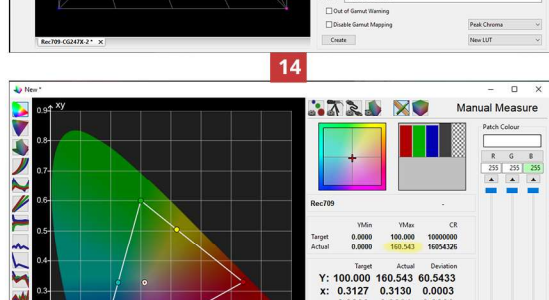 Out of Gamut Warning
Disable Gamut Mapping
Peak Chroma
Create
New LUT
Rec709-CG247X-2 * X
14
New *
Manual Measure
0.9
xy
0.8
0.7
0.6
0.5
0.4
0.3
Patch Colour
R G B
255 255 255
Rec709 -
YMin YMax CR
Target 0.0000 100.000 10000000
Actual 0.0000 160.543 16054326
Target Actual Deviation
Y: 100.000 160.543 60.5433
x: 0.3127 0.3130 0.0003